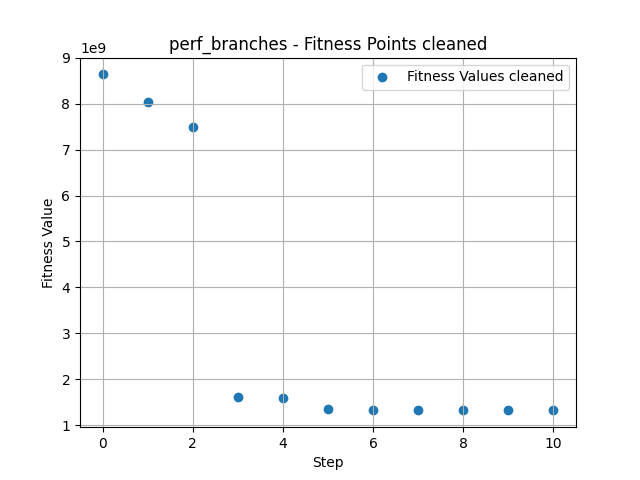 perf_branches - Fitness Points cleaned
1e9
Fitness Values cleaned
9
8
7
6
5
4
3
2
1
Fitness Value
0 2 4 6 8 10
Step